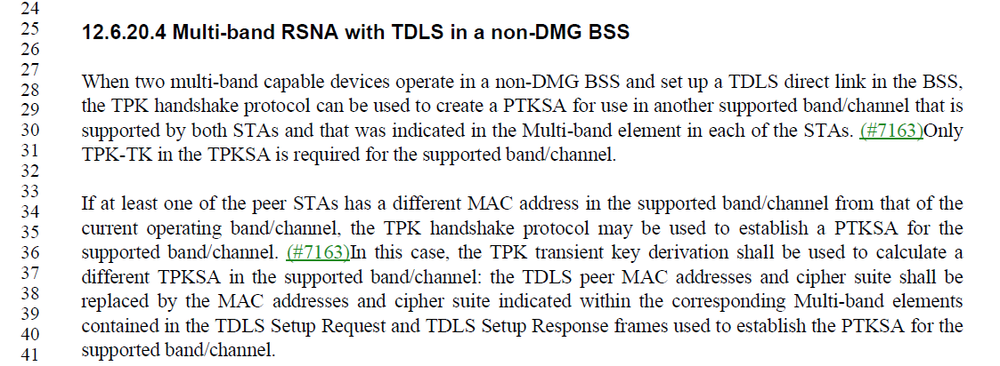 24
25 12.6.20.4 Multi-band RSNA with TDLS in a non-DMG BSS
26
27
28 When two multi-band capable devices operate in a non-DMG BSS and set up a TDLS direct link in the BSS,
29 the TPK handshake protocol can be used to create a PTKSA for use in another supported band/channel that is
30 supported by both STAs and that was indicated in the Multi-band element in each of the STAs. (#7163)Only
31 TPK-TK in the TPKSA is required for the supported band/channel.
32
33
34 If at least one of the peer STAs has a different MAC address in the supported band/channel from that of the
35 current operating band/channel, the TPK handshake protocol may be used to establish a PTKSA for the
36 supported band/channel. (#7163)In this case, the TPK transient key derivation shall be used to calculate a
37 different TPKSA in the supported band/channel: the TDLS peer MAC addresses and cipher suite shall be
38 replaced by the MAC addresses and cipher suite indicated within the corresponding Multi-band elements
39
40 contained in the TDLS Setup Request and TDLS Setup Response frames used to establish the PTKSA for the
41 supported band/channel.